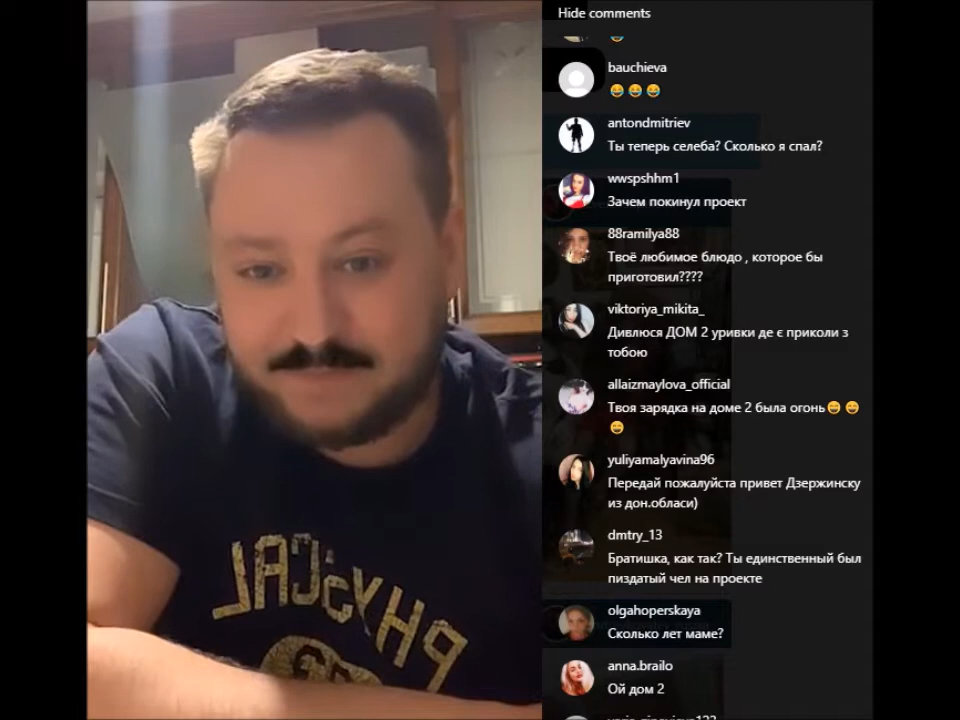 Hide comments
bauchieva
antondmitriev
Ты теперь селеба? Сколько я спал?
wwspshhm1
Зачем покинул проект
88ramilya88
Твоё любимое блюдо , которое бы
приготовил????
viktoriya_mikita_
Дивлюся ДОМ 2 уривки де є приколи з
тобою
allaizmaylova_official
Твоя зарядка на доме 2 была огонь😄 😄
😄
yuliyamalyavina96
Передай пожалуйста привет Дзержинску
из дон.обласи)
dmtry_13
Братишка, как так? Ты единственный был
пиздатый чел на проекте
olgahoperskaya
Сколько лет маме?
anna.brailo
Ой дом 2
PHYSICAL